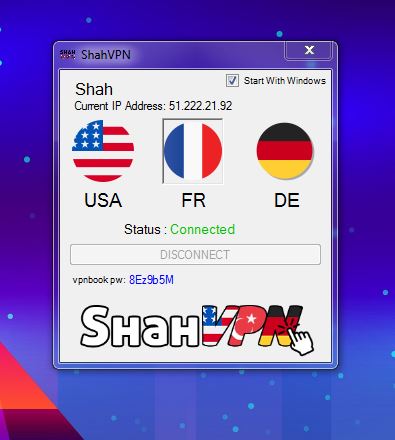 ShahVPN
Start With Windows
Shah
Current IP Address: 51.222.21.92
USA FR DE
Status : Connected
DISCONNECT
vpnbook pw: 8Ez9b5M
SHAHVPN